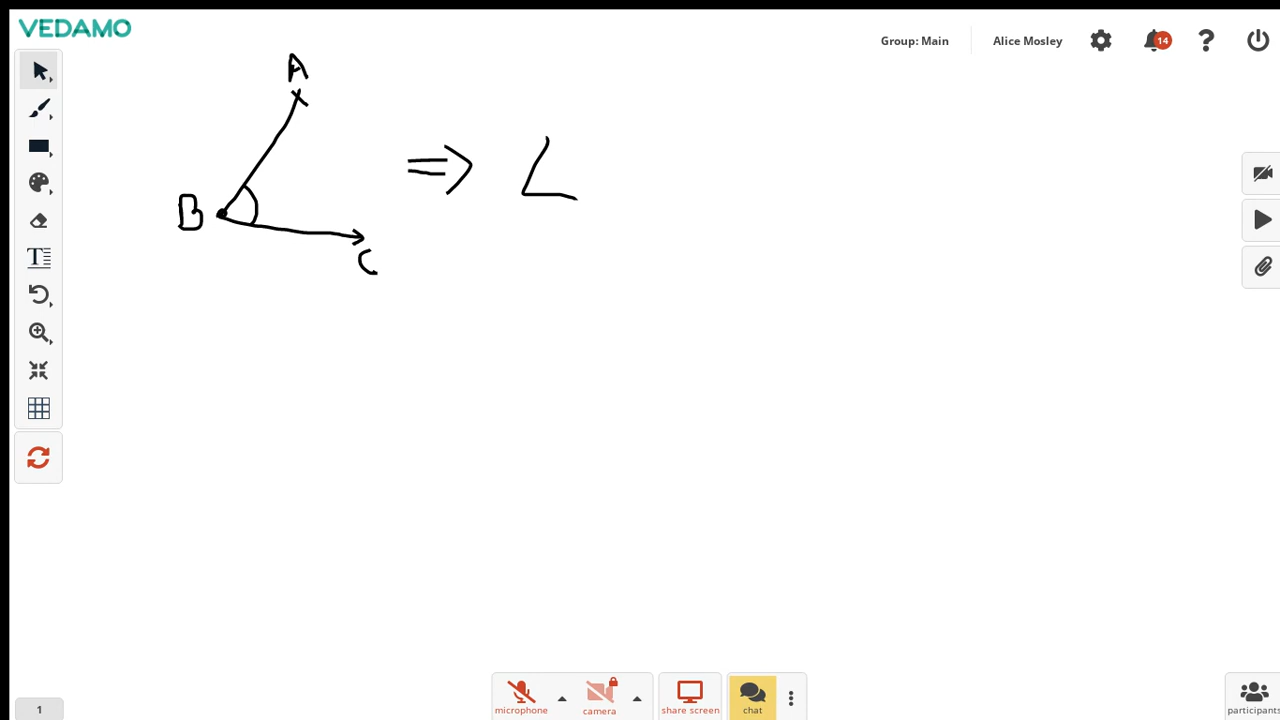 VEDAMO
Group: Main
Alice Mosley
14
A
B
C
⇒ ∠
1
microphone
camera
share screen
chat
participants